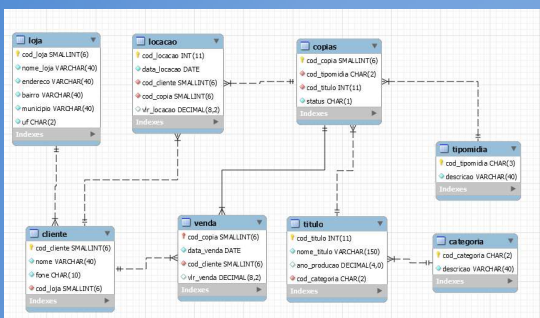 loja
cod_loja SMALLINT(6)
nome_loja VARCHAR(40)
endereco VARCHAR(40)
bairro VARCHAR(40)
municipio VARCHAR(40)
uf CHAR(2)
Indexes
locacao
cod_locacao INT(11)
data_locacao DATE
cod_cliente SMALLINT(6)
cod_copia SMALLINT(6)
vlr_locacao DECIMAL(8,2)
Indexes
copias
cod_copia SMALLINT(6)
cod_tipomidia CHAR(2)
cod_titulo INT(11)
status CHAR(1)
Indexes
tipomidia
cod_tipomidia CHAR(3)
descricao VARCHAR(40)
Indexes
cliente
cod_cliente SMALLINT(6)
nome VARCHAR(40)
fone CHAR(10)
cod_loja SMALLINT(6)
Indexes
venda
cod_copia SMALLINT(6)
data_venda DATE
cod_cliente SMALLINT(6)
vlr_venda DECIMAL(8,2)
Indexes
titulo
cod_titulo INT(11)
nome_titulo VARCHAR(150)
ano_producao DECIMAL(4,0)
cod_categoria CHAR(2)
Indexes
categoria
cod_categoria CHAR(2)
descricao VARCHAR(40)
Indexes